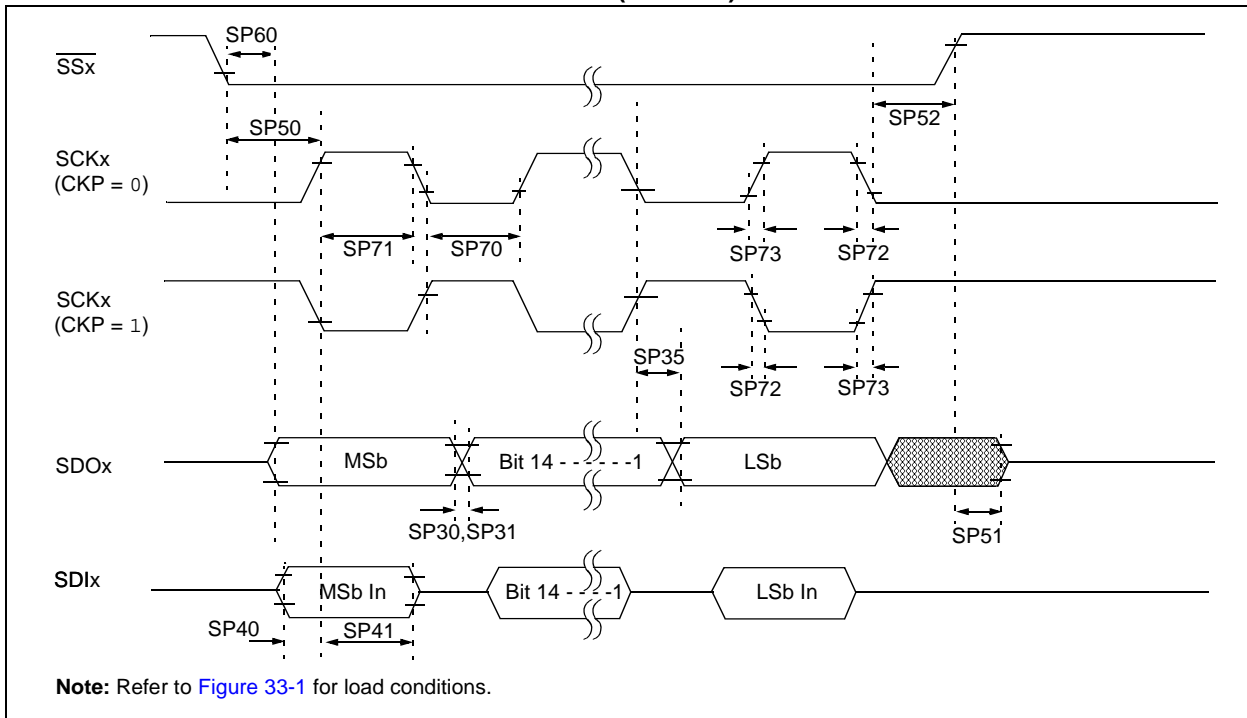 SP60
SSx
SP50
SP52
SCKx
(CKP = 0)
SP71
SP70
SP73
SP72
SCKx
(CKP = 1)
SP35
SP72
SP73
SDOx
MSb
Bit 14 - - - - - -1
LSb
SP30,SP31
SP51
SDIx
MSb In
Bit 14 - - - -1
LSb In
SP40
SP41
Note: Refer to Figure 33-1 for load conditions.